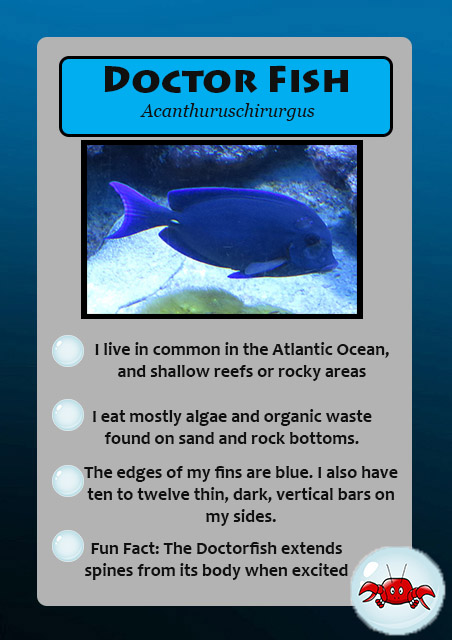 Doctor Fish
Acanthuruschirurgus
I live in common in the Atlantic Ocean,
and shallow reefs or rocky areas
I eat mostly algae and organic waste
found on sand and rock bottoms.
The edges of my fins are blue. I also have
ten to twelve thin, dark, vertical bars on
my sides.
Fun Fact: The Doctorfish extends
spines from its body when excited